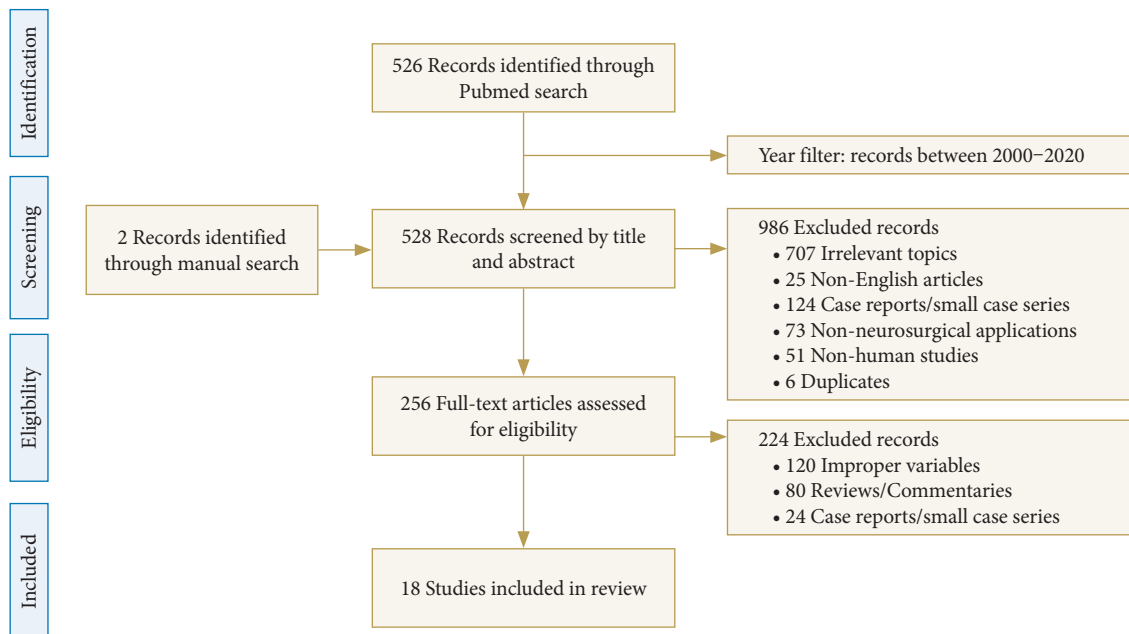 Identification
526 Records identified through
Pubmed search
Year filter: records between 2000–2020
Screening
2 Records identified
through manual search
528 Records screened by title
and abstract
986 Excluded records
• 707 Irrelevant topics
• 25 Non-English articles
• 124 Case reports/small case series
• 73 Non-neurosurgical applications
• 51 Non-human studies
• 6 Duplicates
Eligibility
256 Full-text articles assessed
for eligibility
224 Excluded records
• 120 Improper variables
• 80 Reviews/Commentaries
• 24 Case reports/small case series
Included
18 Studies included in review